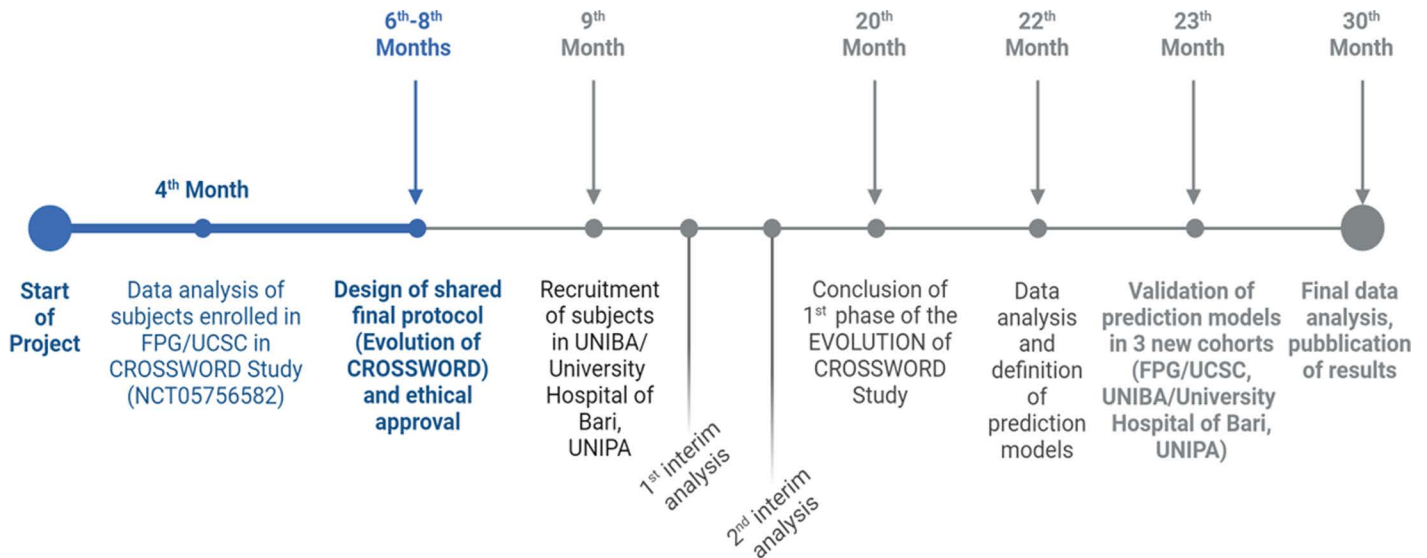 6th-8th
Months
9th
Month
20th
Month
22th
Month
23th
Month
30th
Month
4th Month
Start
of
Project
Data analysis of
subjects enrolled in
FPG/UCSC in
CROSSWORD Study
(NCT05756582)
Design of shared
final protocol
(Evolution of
CROSSWORD)
and ethical
approval
Recruitment
of subjects
in UNIBA/
University
Hospital of
Bari,
UNIPA
1st interim
analysis
2nd interim
analysis
Conclusion of
1st phase of the
EVOLUTION of
CROSSWORD
Study
Data
analysis
and
definition
of
prediction
models
Validation of
prediction models
in 3 new cohorts
(FPG/UCSC,
UNIBA/University
Hospital of Bari,
UNIPA)
Final data
analysis,
pubblication
of results